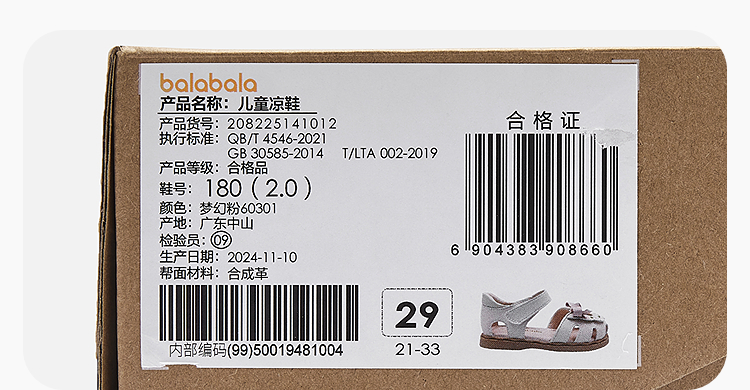 balabala
产品名称：儿童凉鞋
产品货号：208225141012
执行标准：QB/T 4546-2021
GB 30585-2014 T/LTA 002-2019
产品等级：合格品
鞋号：180（2.0）
颜色：梦幻粉60301
产地：广东中山
检验员：09
生产日期：2024-11-10
帮面材料：合成革
内部编码(99)50019481004
合格证
6 904383 908660
29
21-33